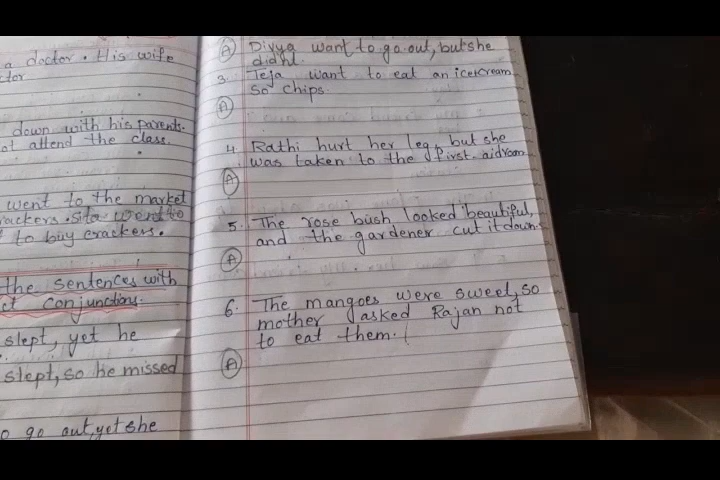 a doctor. His wife
ctor
down with his parents.
ot attend the class.
went to the market
rackers. Sita went to
to buy crackers.
the sentences with
ct conjunctions.
slept, yet he
slept, so he missed
o go out, yet she
A Divya want to go out, but she
didnt.
3. Teja want to eat an icecream
so chips.
A
4. Rathi hurt her leg, but she
was taken to the first aidroom
A
5. The rose bush looked beautiful,
and the gardener cut it down.
A
6. The mangoes were sweet, so
mother asked Rajan not
to eat them.
A